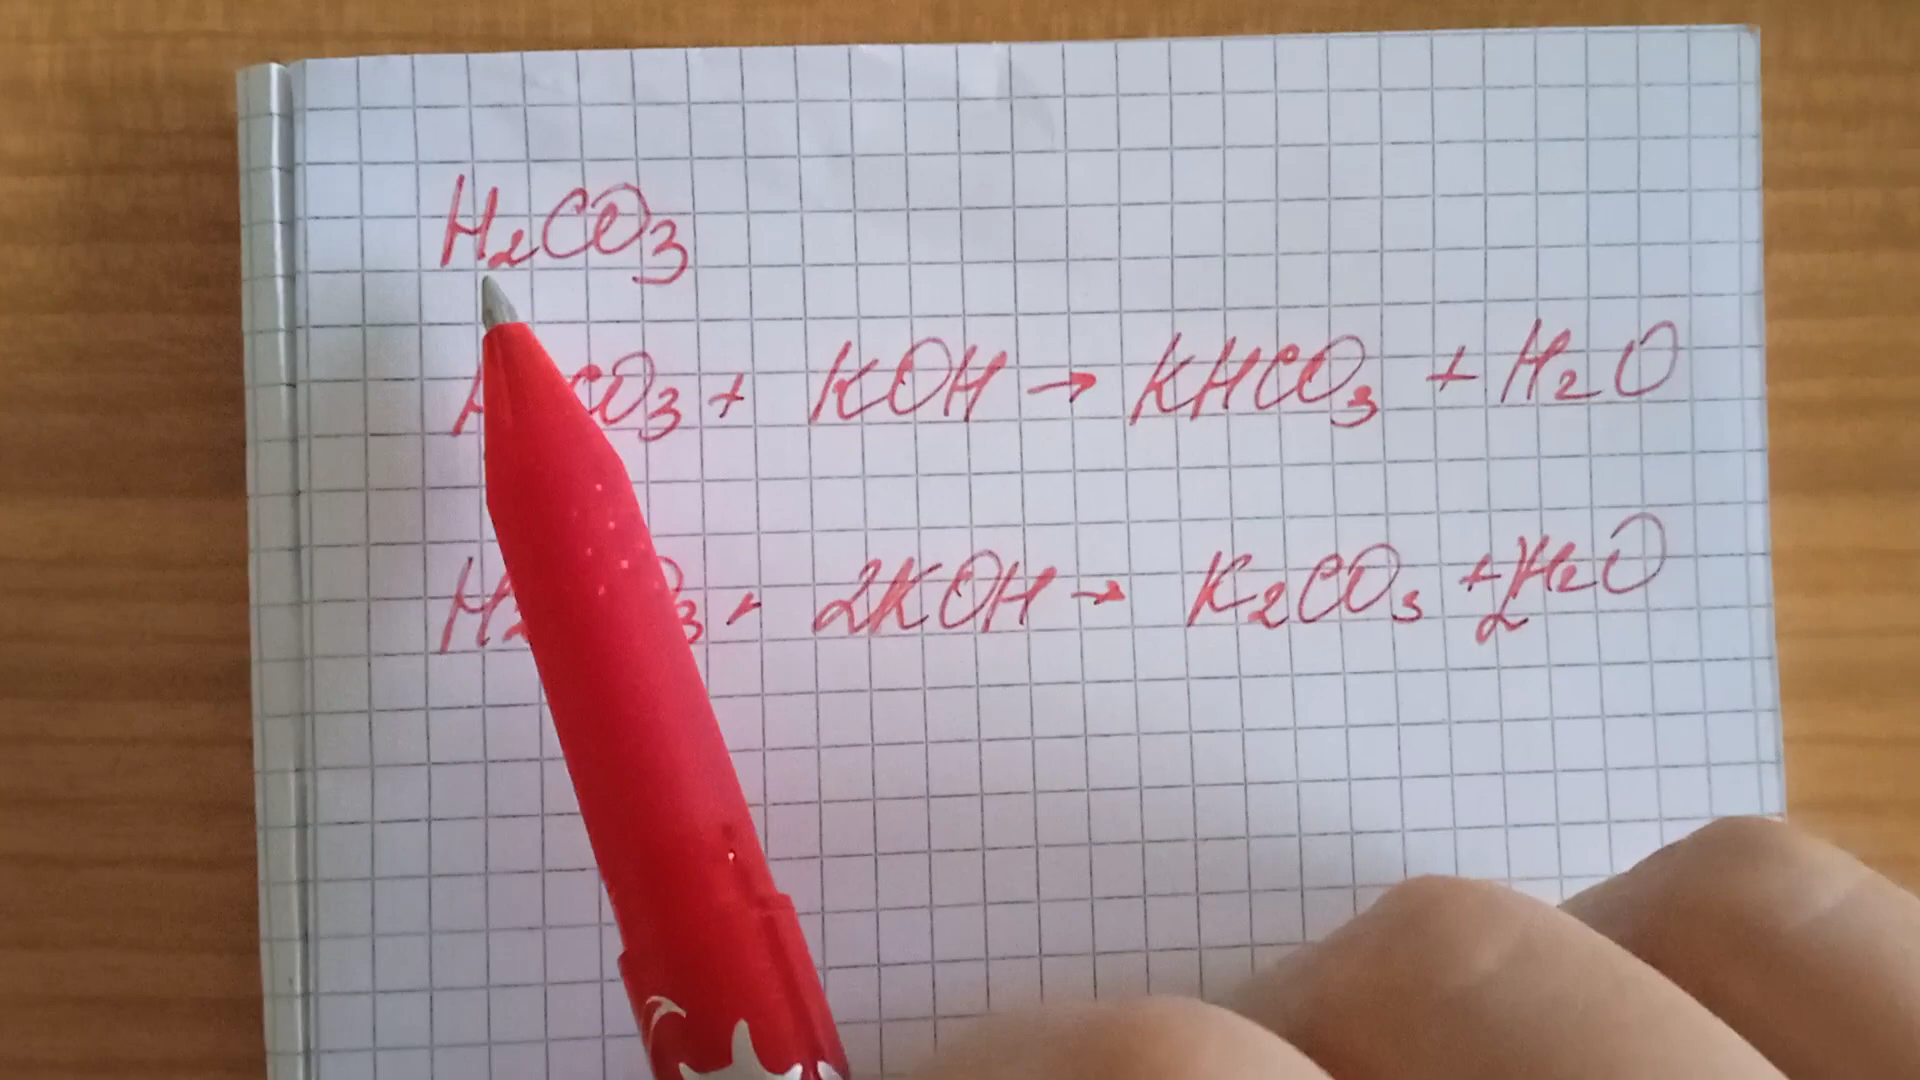 H₂CO₃
CO₃ + KOH → KHCO₃ + H₂O
H₂ ₃ + 2KOH → K₂CO₃ + 2H₂O